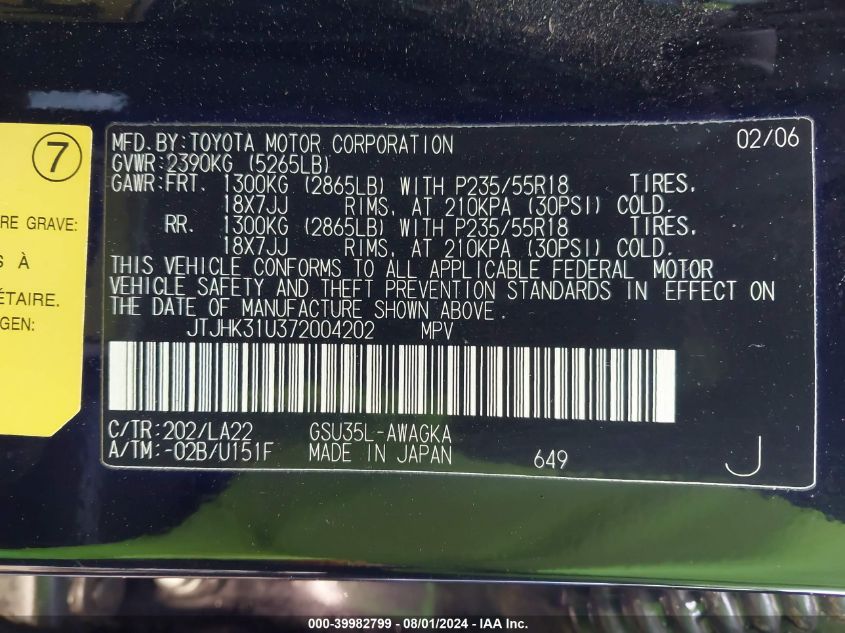 7
RE GRAVE:
S À
ÉTAIRE.
GEN:
MFD.BY:TOYOTA MOTOR CORPORATION 02/06
GVWR:2390KG (5265LB)
GAWR:FRT. 1300KG (2865LB) WITH P235/55R18 TIRES,
18X7JJ RIMS, AT 210KPA (30PSI) COLD.
RR. 1300KG (2865LB) WITH P235/55R18 TIRES,
18X7JJ RIMS, AT 210KPA (30PSI) COLD.
THIS VEHICLE CONFORMS TO ALL APPLICABLE FEDERAL MOTOR
VEHICLE SAFETY AND THEFT PREVENTION STANDARDS IN EFFECT ON
THE DATE OF MANUFACTURE SHOWN ABOVE.
JTJHK31U372004202 MPV
C/TR:202/LA22 GSU35L-AWAGKA
A/TM:-02B/U151F MADE IN JAPAN 649 J
000-39982799 - 08/01/2024 - IAA Inc.